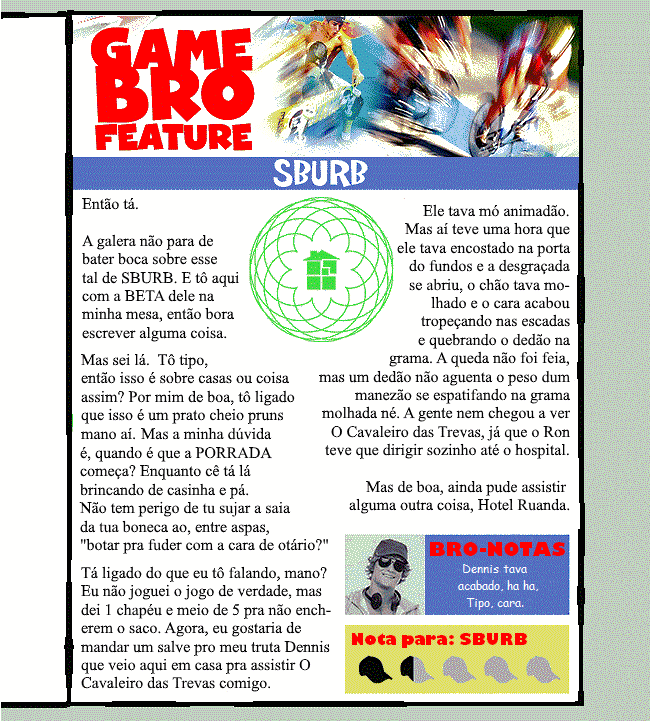 GAME
BRO
FEATURE
SBURB
Então tá.
A galera não para de
bater boca sobre esse
tal de SBURB. E tô aqui
com a BETA dele na
minha mesa, então bora
escrever alguma coisa.
Mas sei lá. Tô tipo,
então isso é sobre casas ou coisa
assim? Por mim de boa, tô ligado
que isso é um prato cheio pruns
mano aí. Mas a minha dúvida
é, quando é que a PORRADA
começa? Enquanto cê tá lá
brincando de casinha e pá.
Não tem perigo de tu sujar a saia
da tua boneca ao, entre aspas,
"botar pra fuder com a cara de otário?"
Tá ligado do que eu tô falando, mano?
Eu não joguei o jogo de verdade, mas
dei 1 chapéu e meio de 5 pra não ench-
erem o saco. Agora, eu gostaria de
mandar um salve pro meu truta Dennis
que veio aqui em casa pra assistir O
Cavaleiro das Trevas comigo.
Ele tava mó animadão.
Mas aí teve uma hora que
ele tava encostado na porta
do fundos e a desgraçada
se abriu, o chão tava mo-
lhado e o cara acabou
tropeçando nas escadas
e quebrando o dedão na
grama. A queda não foi feia,
mas um dedão não aguenta o peso dum
manezão se espatifando na grama
molhada né. A gente nem chegou a ver
O Cavaleiro das Trevas, já que o Ron
teve que dirigir sozinho até o hospital.
Mas de boa, ainda pude assistir
alguma outra coisa, Hotel Ruanda.
BRO-NOTAS
Dennis tava
acabado, ha ha,
Tipo, cara.
Nota para: SBURB